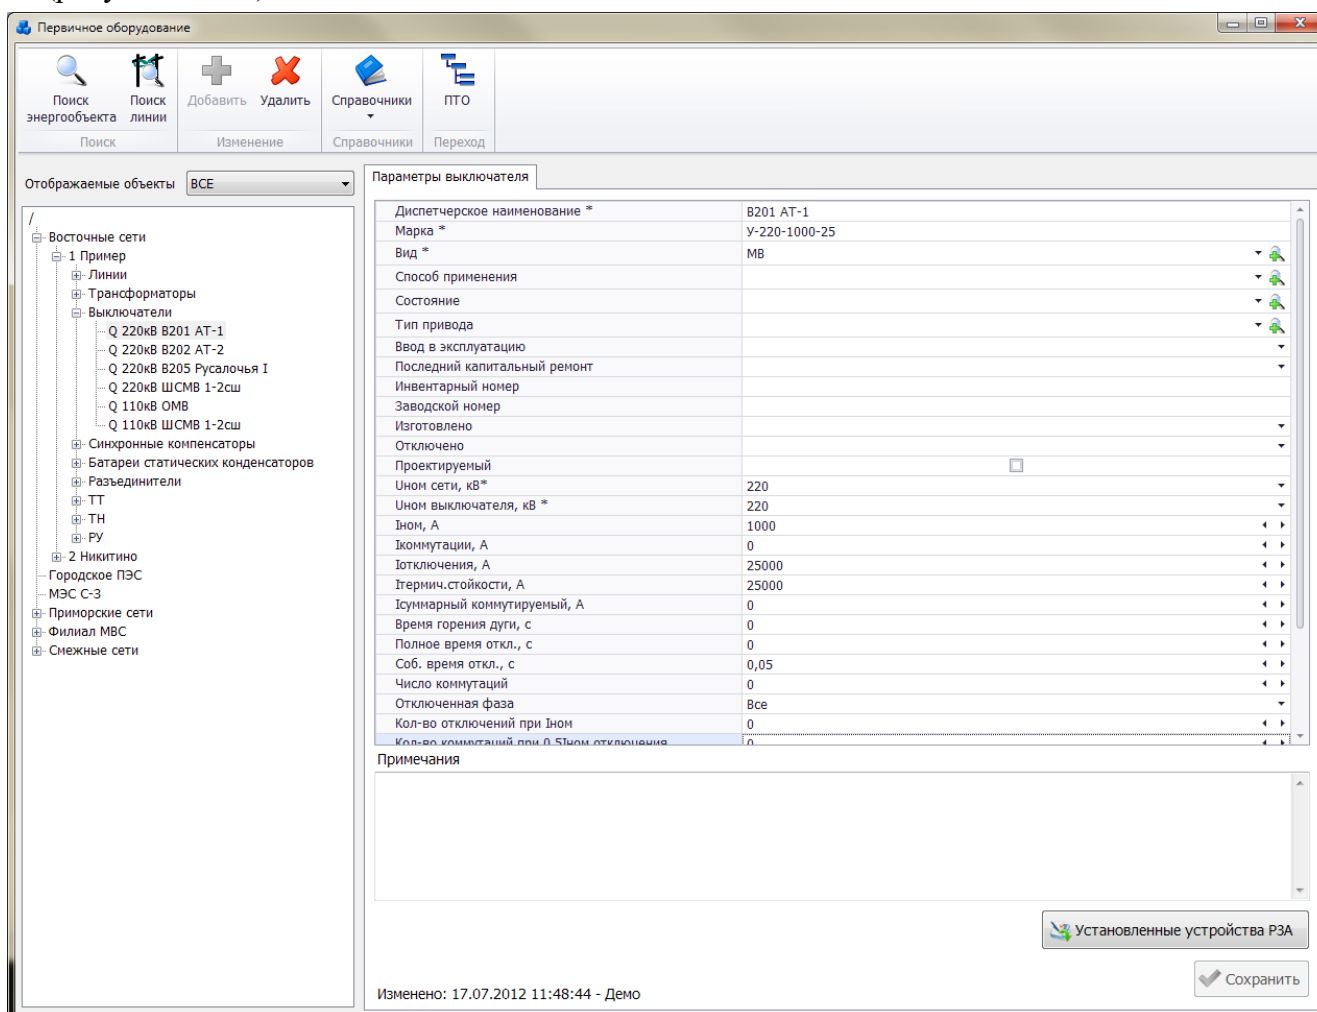 Первичное оборудование
Поиск энергообъекта
Поиск линии
Добавить
Удалить
Справочники
ПТО
Поиск
Изменение
Справочники
Переход
Отображаемые объекты ВСЕ
/
Восточные сети
1 Пример
Линии
Трансформаторы
Выключатели
Q 220кВ В201 АТ-1
Q 220кВ В202 АТ-2
Q 220кВ В205 Русалочья I
Q 220кВ ШСМВ 1-2сш
Q 110кВ ОМВ
Q 110кВ ШСМВ 1-2сш
Синхронные компенсаторы
Батареи статических конденсаторов
Разъединители
ТТ
ТН
РУ
2 Никитино
Городское ПЭС
МЭС С-З
Приморские сети
Филиал МВС
Смежные сети
Параметры выключателя
Диспетчерское наименование * В201 АТ-1
Марка * У-220-1000-25
Вид * МВ
Способ применения
Состояние
Тип привода
Ввод в эксплуатацию
Последний капитальный ремонт
Инвентарный номер
Заводской номер
Изготовлено
Отключено
Проектируемый
Uном сети, кВ* 220
Uном выключателя, кВ * 220
Iном, А 1000
Iкоммутации, А 0
Iотключения, А 25000
Iтермич.стойкости, А 25000
Iсуммарный коммутируемый, А 0
Время горения дуги, с 0
Полное время откл., с 0
Соб. время откл., с 0,05
Число коммутаций 0
Отключенная фаза Все
Кол-во отключений при Iном 0
Кол-во коммутаций при 0,5Iном отключения 0
Примечания
Установленные устройства РЗА
Сохранить
Изменено: 17.07.2012 11:48:44 - Демо